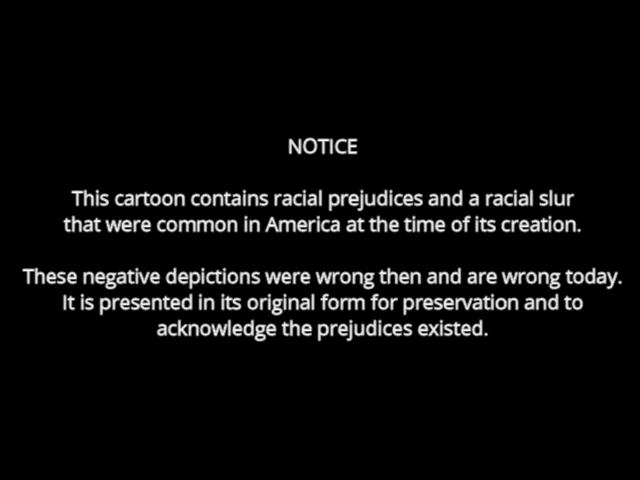 NOTICE
This cartoon contains racial prejudices and a racial slur
that were common in America at the time of its creation.
These negative depictions were wrong then and are wrong today.
It is presented in its original form for preservation and to
acknowledge the prejudices existed.